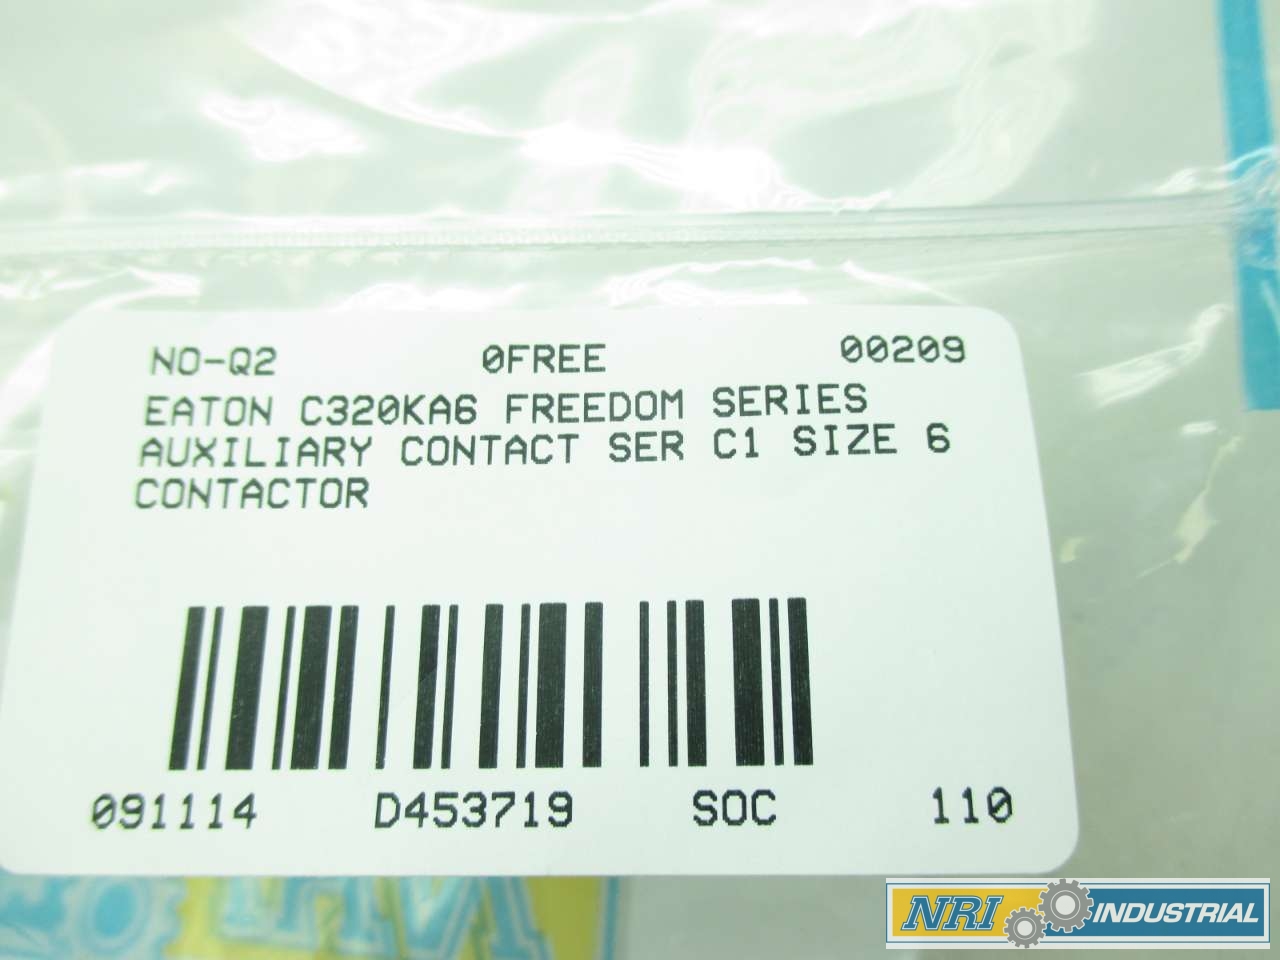 NO-Q2 0FREE 00209
EATON C320KA6 FREEDOM SERIES
AUXILIARY CONTACT SER C1 SIZE 6
CONTACTOR
091114 D453719 SOC 110
NRI INDUSTRIAL